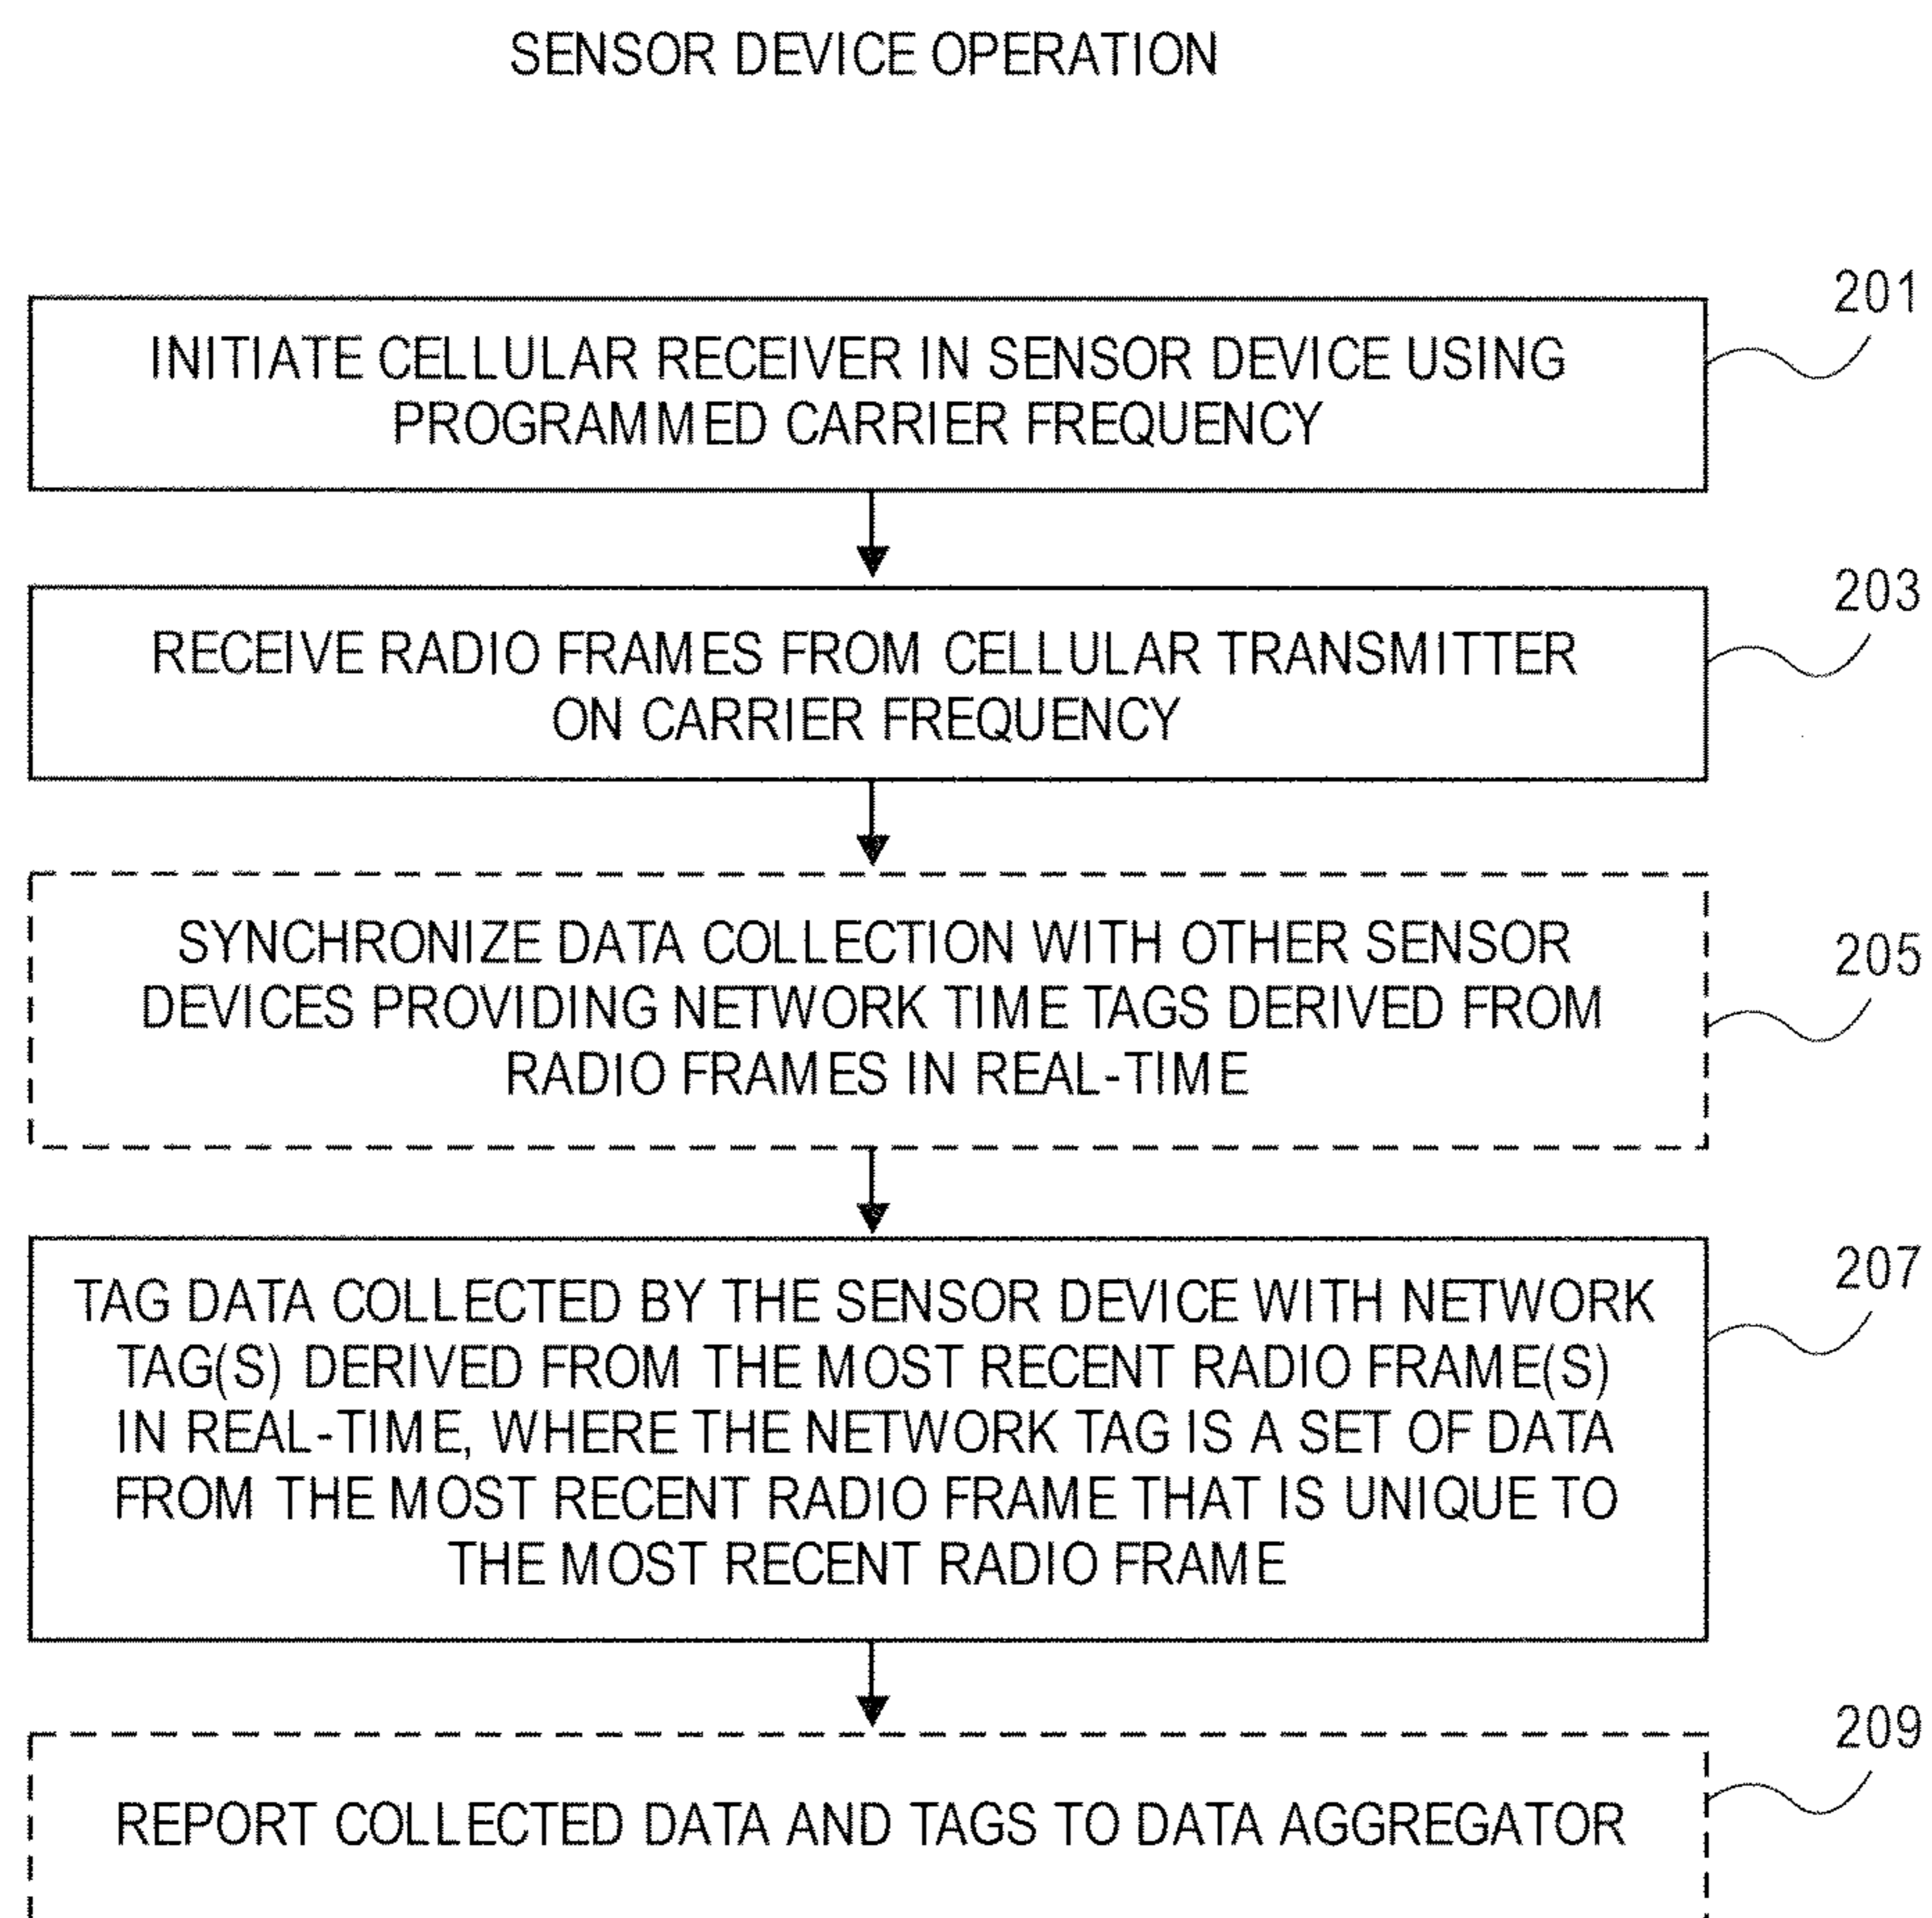 SENSOR DEVICE OPERATION
201
INITIATE CELLULAR RECEIVER IN SENSOR DEVICE USING
PROGRAMMED CARRIER FREQUENCY
203
RECEIVE RADIO FRAMES FROM CELLULAR TRANSMITTER
ON CARRIER FREQUENCY
205
SYNCHRONIZE DATA COLLECTION WITH OTHER SENSOR
DEVICES PROVIDING NETWORK TIME TAGS DERIVED FROM
RADIO FRAMES IN REAL-TIME
207
TAG DATA COLLECTED BY THE SENSOR DEVICE WITH NETWORK
TAG(S) DERIVED FROM THE MOST RECENT RADIO FRAME(S)
IN REAL-TIME, WHERE THE NETWORK TAG IS A SET OF DATA
FROM THE MOST RECENT RADIO FRAME THAT IS UNIQUE TO
THE MOST RECENT RADIO FRAME
209
REPORT COLLECTED DATA AND TAGS TO DATA AGGREGATOR